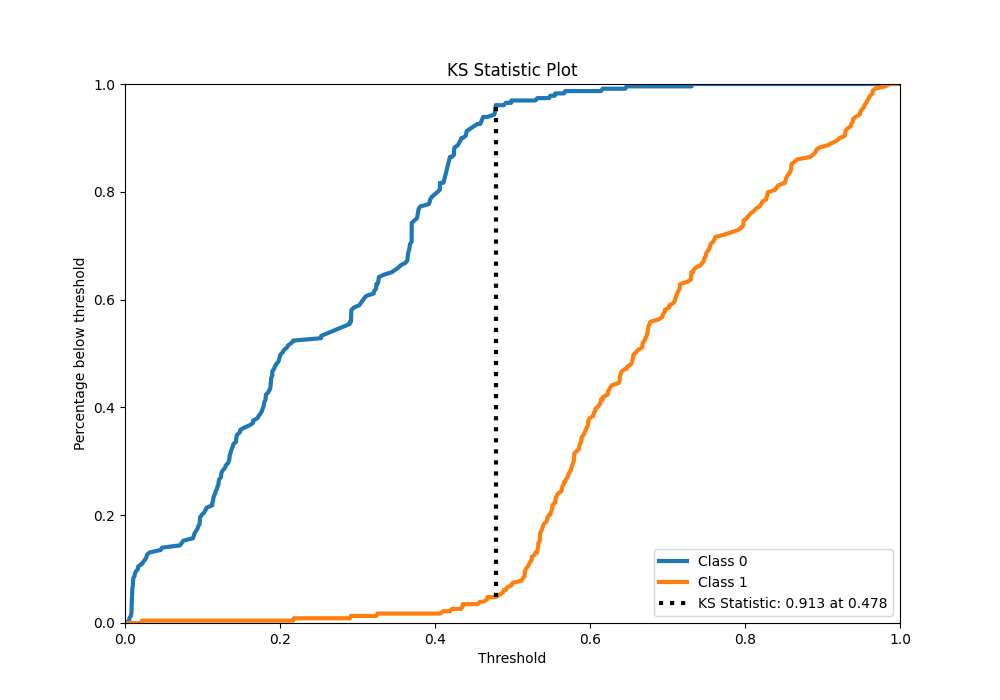 KS Statistic Plot
1.0
0.8
0.6
0.4
0.2
0.0
Percentage below threshold
0.0 0.2 0.4 0.6 0.8 1.0
Threshold
Class 0
Class 1
KS Statistic: 0.913 at 0.478